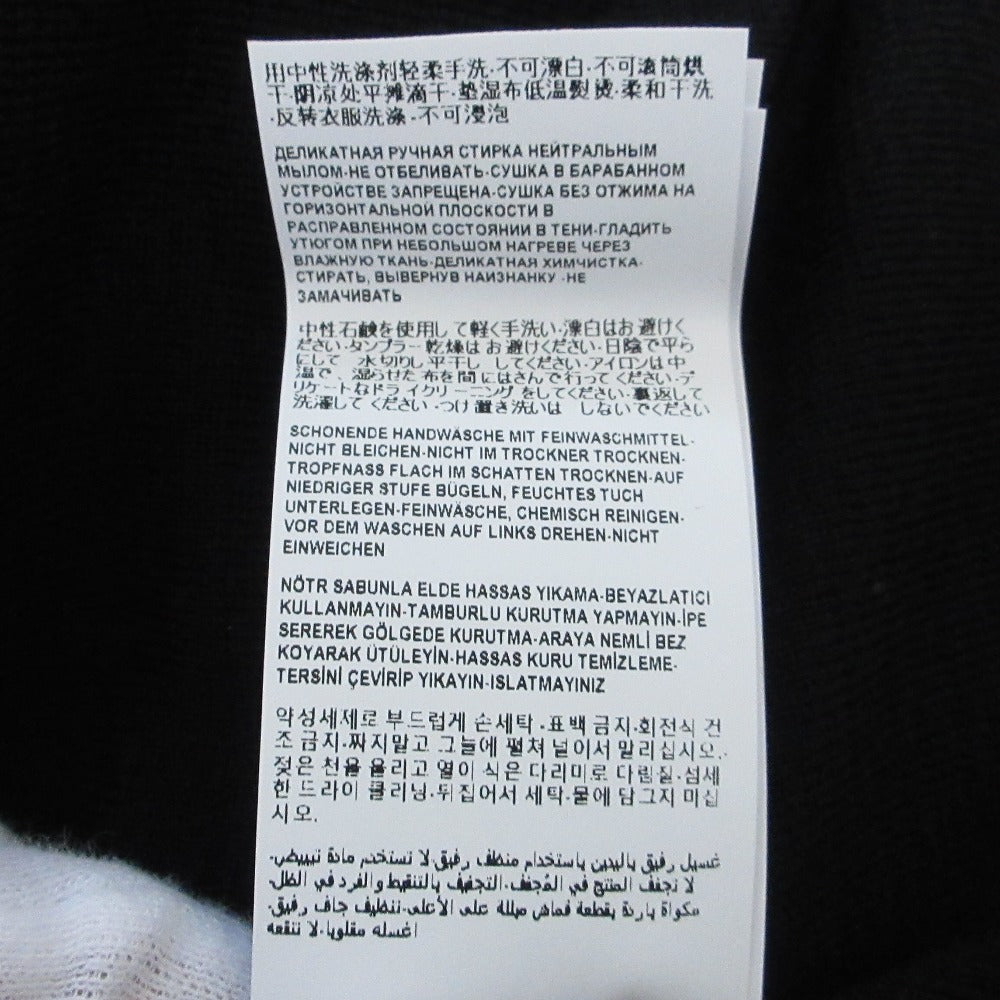 用中性洗涤剂轻柔手洗-不可漂白-不可滚筒烘
干-阴凉处平摊滴干-垫湿布低温熨烫-柔和干洗
-反转衣服洗涤-不可浸泡
ДЕЛИКАТНАЯ РУЧНАЯ СТИРКА НЕЙТРАЛЬНЫМ
МЫЛОМ-НЕ ОТБЕЛИВАТЬ-СУШКА В БАРАБАННОМ
УСТРОЙСТВЕ ЗАПРЕЩЕНА-СУШКА БЕЗ ОТЖИМА НА
ГОРИЗОНТАЛЬНОЙ ПЛОСКОСТИ В
РАСПРАВЛЕННОМ СОСТОЯНИИ В ТЕНИ-ГЛАДИТЬ
УТЮГОМ ПРИ НЕБОЛЬШОМ НАГРЕВЕ ЧЕРЕЗ
ВЛАЖНУЮ ТКАНЬ-ДЕЛИКАТНАЯ ХИМЧИСТКА-
СТИРАТЬ, ВЫВЕРНУВ НАИЗНАНКУ -НЕ
ЗАМАЧИВАТЬ
中性石鹸を使用して軽く手洗い-漂白はお避けく
ださい-タンブラー乾燥はお避けください-日陰で平ら
にして 水切りし平干し してください-アイロンは中
温で、湿らせた布を間にはさんで行ってください-デ
リケートなドライクリーニングをしてください-裏返して
洗濯してください-つけ置き洗いは しないでください
SCHONENDE HANDWÄSCHE MIT FEINWASCHMITTEL-
NICHT BLEICHEN-NICHT IM TROCKNER TROCKNEN-
TROPFNASS FLACH IM SCHATTEN TROCKNEN-AUF
NIEDRIGER STUFE BÜGELN, FEUCHTES TUCH
UNTERLEGEN-FEINWÄSCHE, CHEMISCH REINIGEN-
VOR DEM WASCHEN AUF LINKS DREHEN-NICHT
EINWEICHEN
NÖTR SABUNLA ELDE HASSAS YIKAMA-BEYAZLATICI
KULLANMAYIN-TAMBURLU KURUTMA YAPMAYIN-İPE
SEREREK GÖLGEDE KURUTMA-ARAYA NEMLİ BEZ
KOYARAK ÜTÜLEYİN-HASSAS KURU TEMİZLEME-
TERSİNİ ÇEVİRİP YIKAYIN-ISLATMAYINIZ
약성세제로 부드럽게 손세탁 -표백 금지-회전식 건
조 금지-짜지말고 그늘에 펼쳐 널어서 말리십시오.-
젖은 천을 올리고 열이 식은 다리미로 다림질-섬세
한 드라이 클리닝-뒤집어서 세탁-물에 담그지 마십
시오.
غسيل رفيق باليدين باستخدام منظف رفيق-لا تستخدم مادة تبييض-
لا تجفف المنتج في المُجفف-التجفيف بالتنقيط والفرد في الظل-
مكواة باردة بقطعة قماش مبللة على الأعلى-تنظيف جاف رفيق-
اغسله مقلوبا-لا تنقعه